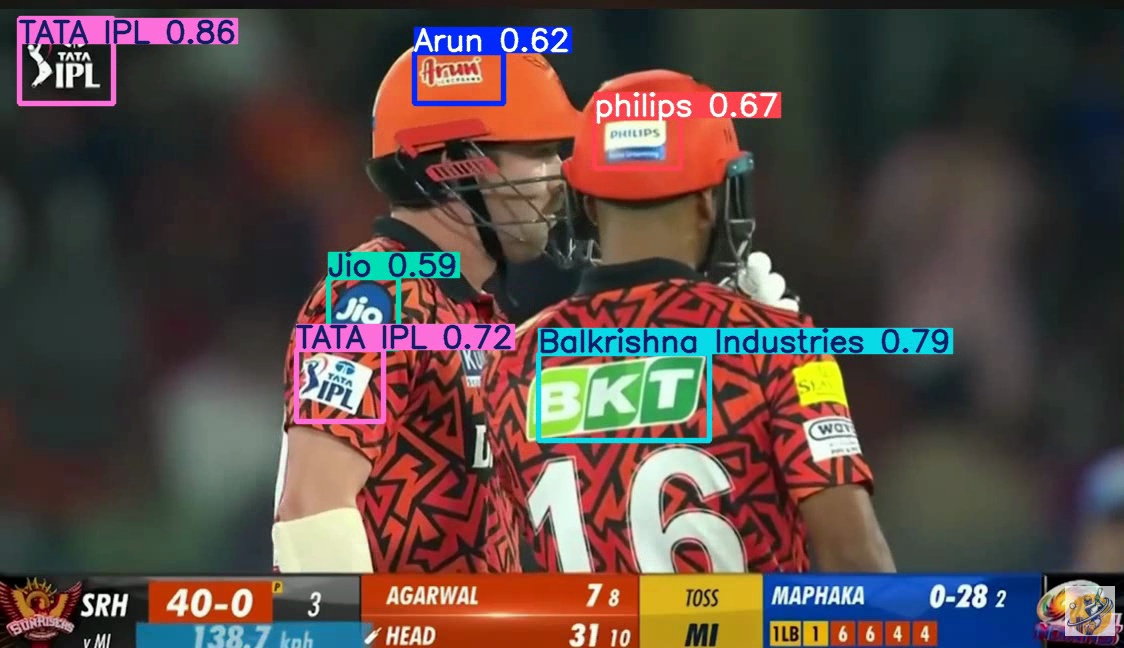 TATA IPL 0.86
TATA
IPL
Arun 0.62
Arun
philips 0.67
PHILIPS
Jio 0.59
Jio
TATA IPL 0.72
TATA
IPL
Balkrishna Industries 0.79
BKT
16
SRH 40-0 P 3
v MI 138.7 kph
AGARWAL 7 8
HEAD 31 10
TOSS
MI
MAPHAKA 0-28 2
1LB 1 6 6 4 4
SUNRISERS